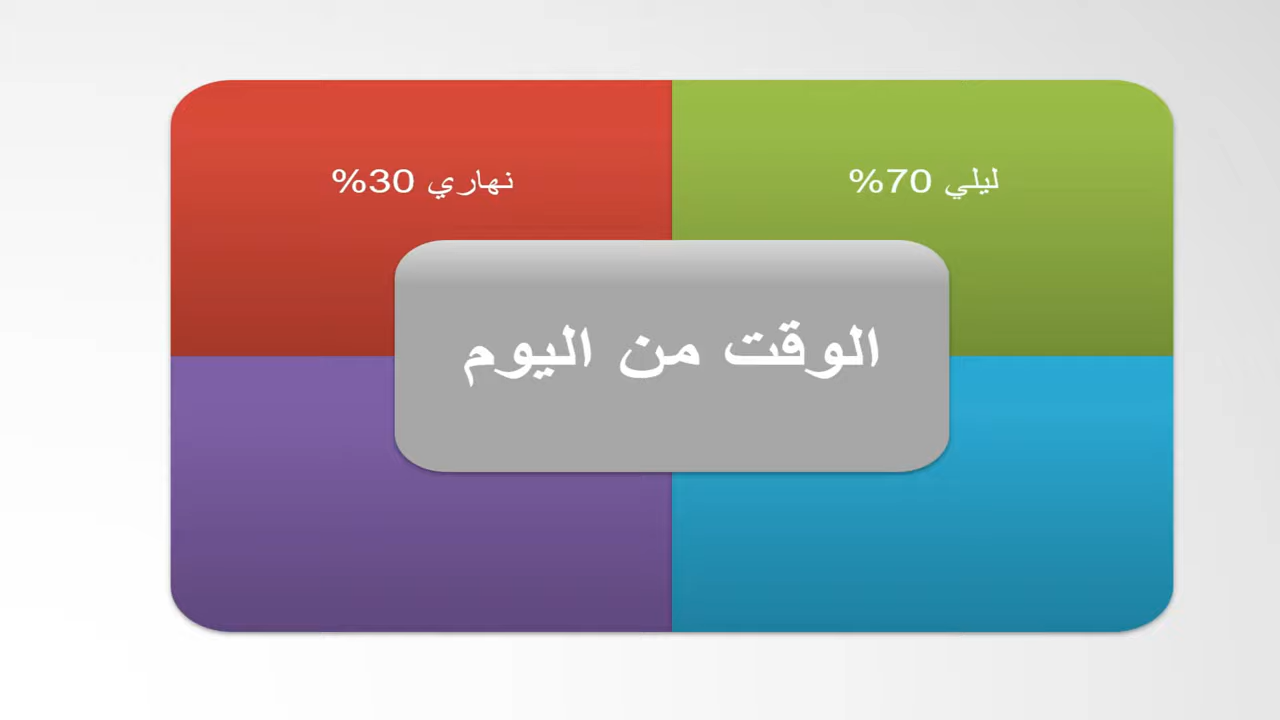 ليلي 70%
نهاري 30%
الوقت من اليوم